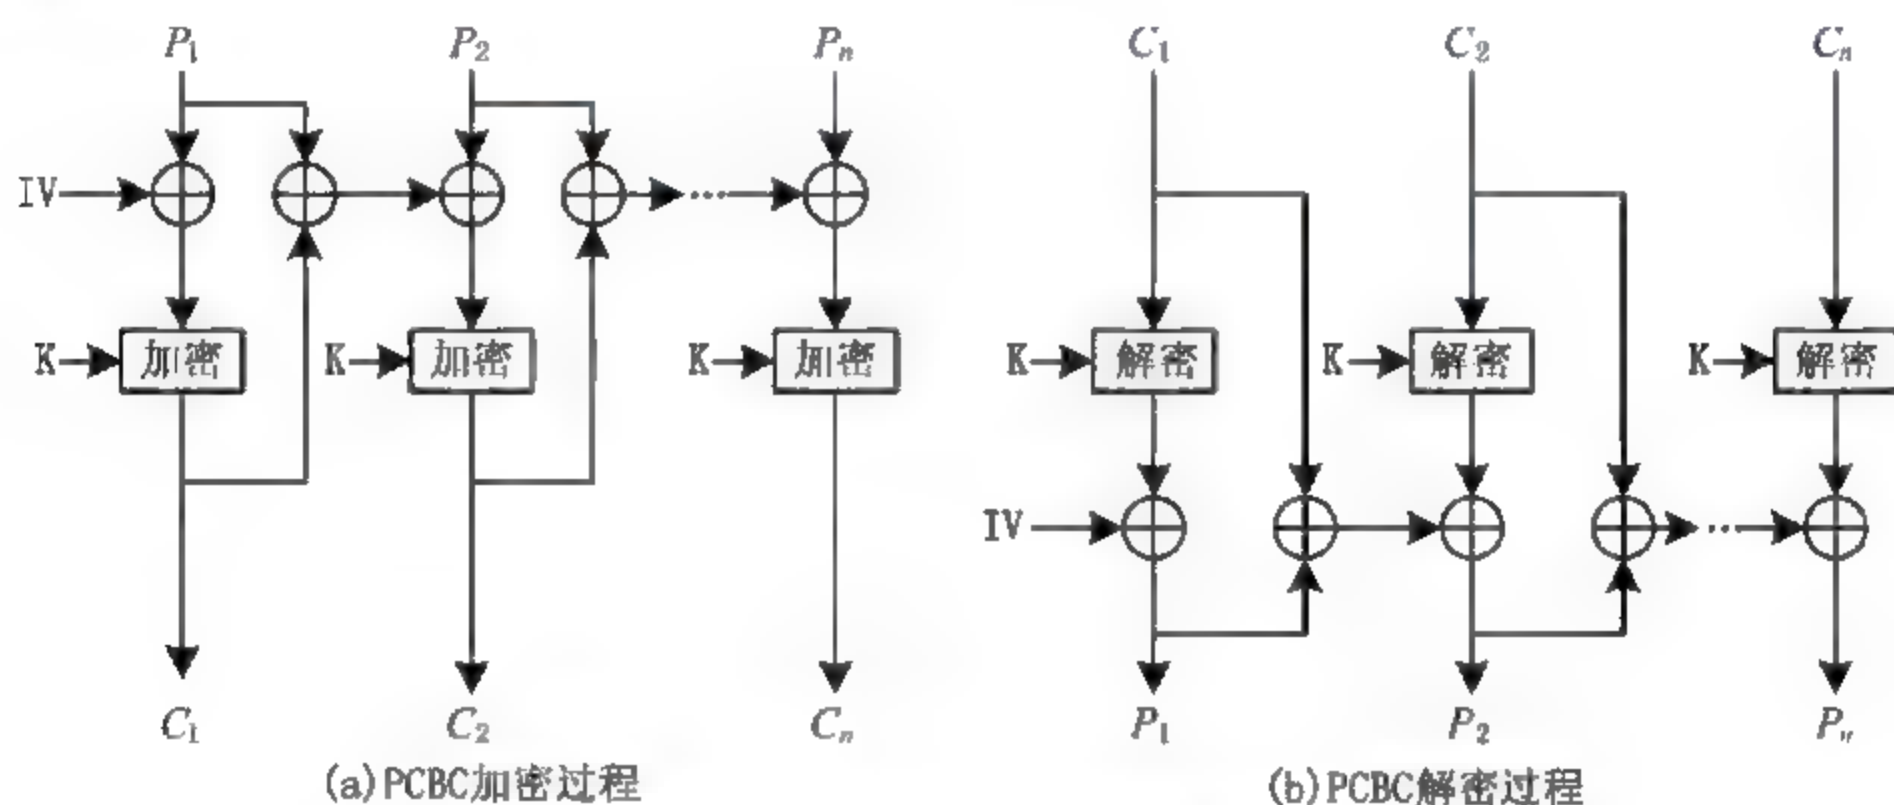 P₁ P₂ Pₙ
IV
K 加密 K 加密 K 加密
C₁ C₂ Cₙ
(a)PCBC加密过程
C₁ C₂ Cₙ
K 解密 K 解密 K 解密
IV
...
P₁ P₂ Pₙ
(b)PCBC解密过程